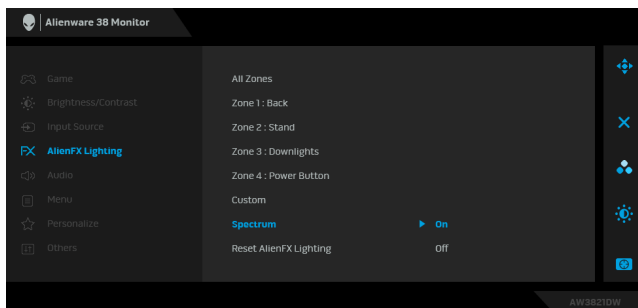 Alienware 38 Monitor
Game
Brightness/Contrast
Input Source
FX AlienFX Lighting
Audio
Menu
Personalize
Others
All Zones
Zone 1 : Back
Zone 2 : Stand
Zone 3 : Downlights
Zone 4 : Power Button
Custom
Spectrum On
Reset AlienFX Lighting Off
AW3821DW